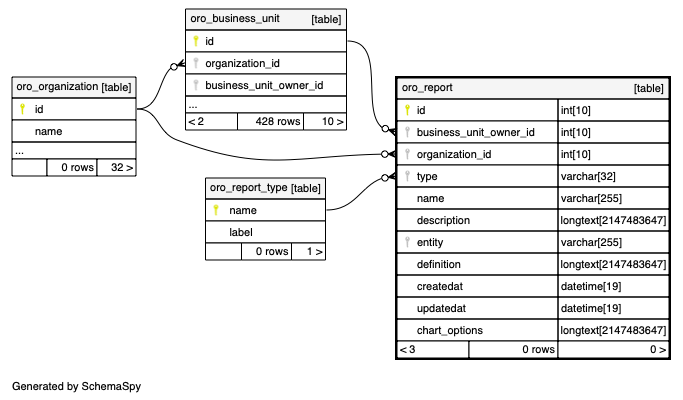 oro_business_unit [table]
id
organization_id
business_unit_owner_id
...
< 2 428 rows 10 >
oro_organization [table]
id
name
...
0 rows 32 >
oro_report_type [table]
name
label
0 rows 1 >
oro_report [table]
id int[10]
business_unit_owner_id int[10]
organization_id int[10]
type varchar[32]
name varchar[255]
description longtext[2147483647]
entity varchar[255]
definition longtext[2147483647]
createdat datetime[19]
updatedat datetime[19]
chart_options longtext[2147483647]
< 3 0 rows 0 >
Generated by SchemaSpy